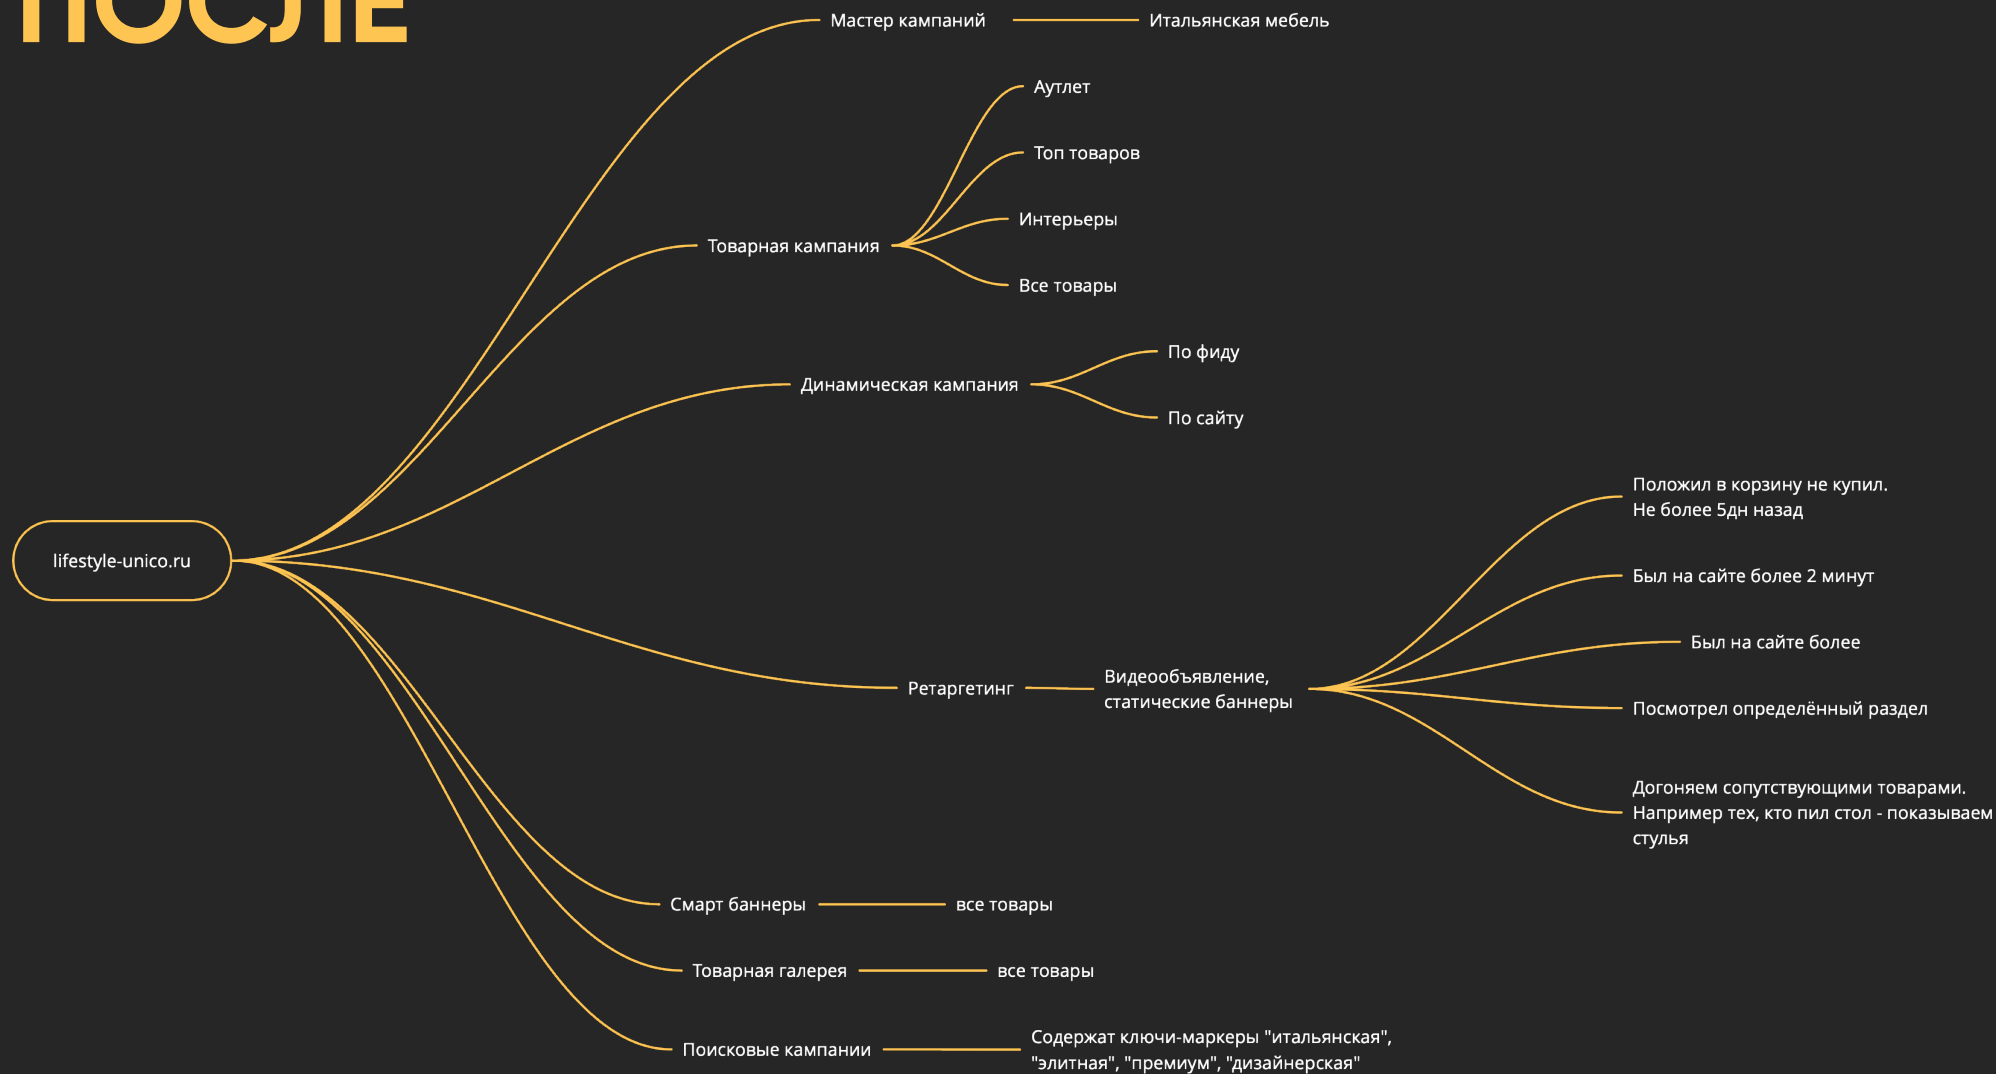 ПОСЛЕ
Мастер кампаний
Итальянская мебель
Аутлет
Топ товаров
Интерьеры
Товарная кампания
Все товары
По фиду
Динамическая кампания
По сайту
Положил в корзину не купил.
Не более 5дн назад
lifestyle-unico.ru
Был на сайте более 2 минут
Был на сайте более
Ретаргетинг
Видеообъявление,
статические баннеры
Посмотрел определённый раздел
Догоняем сопутствующими товарами.
Например тех, кто пил стол - показываем
стулья
Смарт баннеры
все товары
Товарная галерея
все товары
Поисковые кампании
Содержат ключи-маркеры "итальянская",
"элитная", "премиум", "дизайнерская"